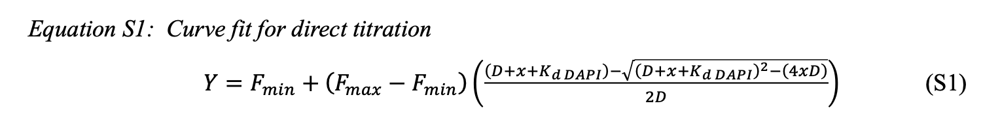 Equation S1: Curve fit for direct titration
Y = F_min + (F_max − F_min) ( ((D+x+K_d DAPI)−√((D+x+K_d DAPI)²−(4xD))) / 2D ) (S1)